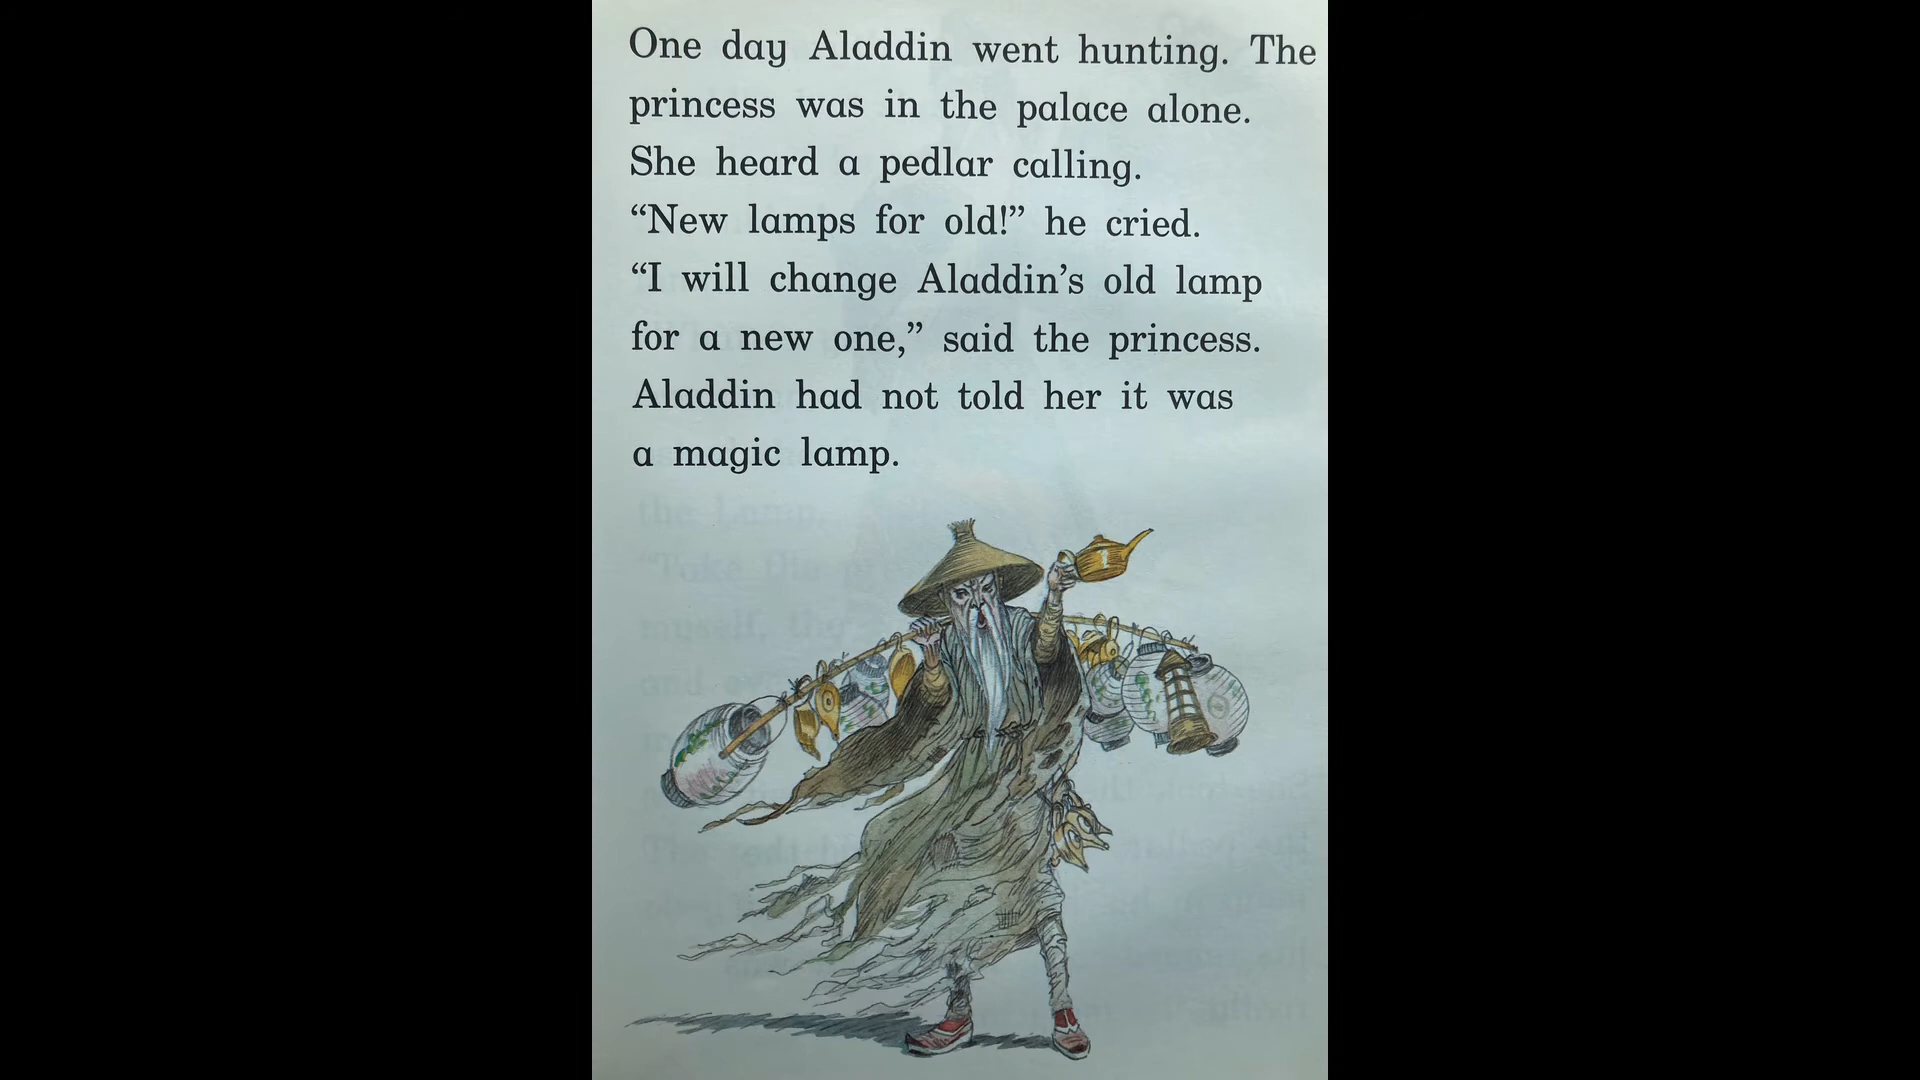 One day Aladdin went hunting. The
princess was in the palace alone.
She heard a pedlar calling.
“New lamps for old!” he cried.
“I will change Aladdin’s old lamp
for a new one,” said the princess.
Aladdin had not told her it was
a magic lamp.